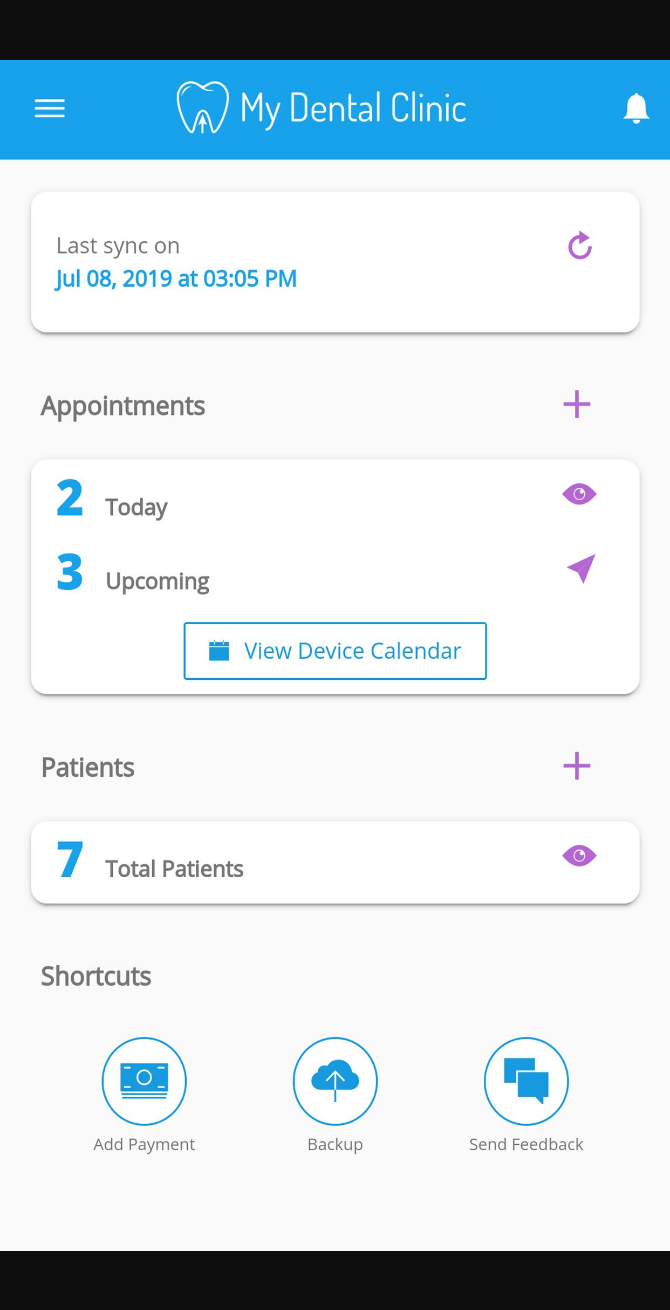 My Dental Clinic
Last sync on
Jul 08, 2019 at 03:05 PM
Appointments
2 Today
3 Upcoming
View Device Calendar
Patients
7 Total Patients
Shortcuts
Add Payment Backup Send Feedback